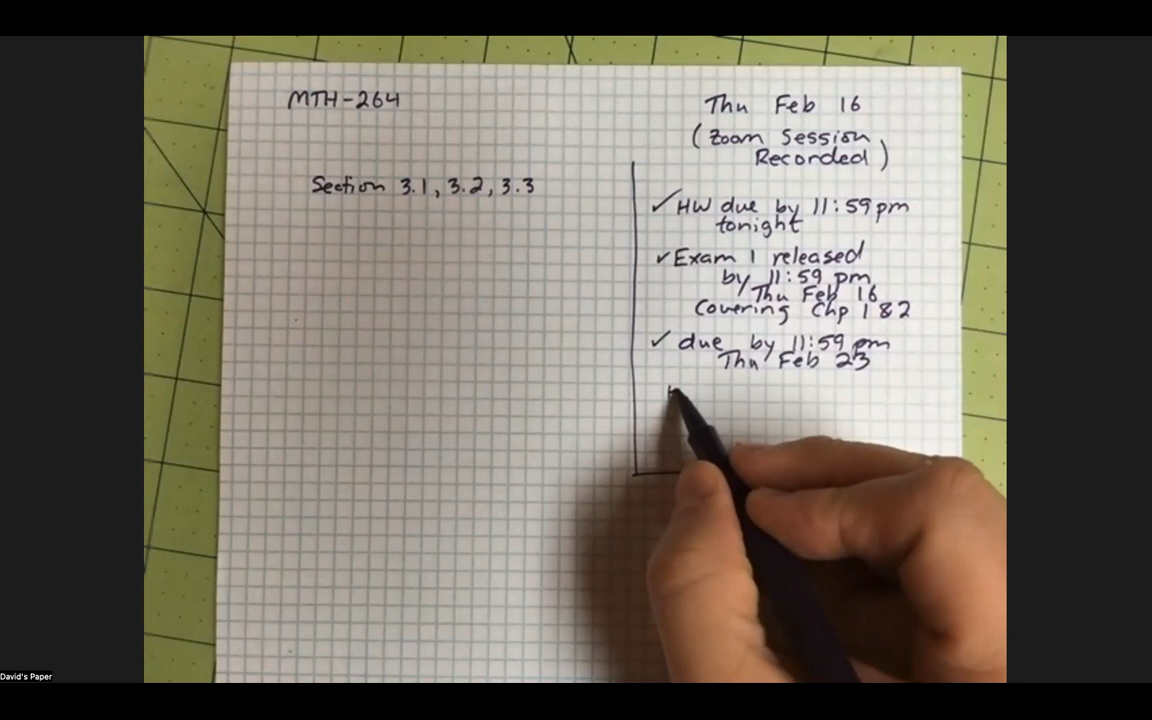 MTH-264
Thu Feb 16
(Zoom Session
Recorded)
Section 3.1, 3.2, 3.3
✓HW due by 11:59pm
tonight
✓Exam 1 released
by 11:59 pm
Thu Feb 16
Covering Chp 1 & 2
✓ due by 11:59 pm
Thu Feb 23
David's Paper